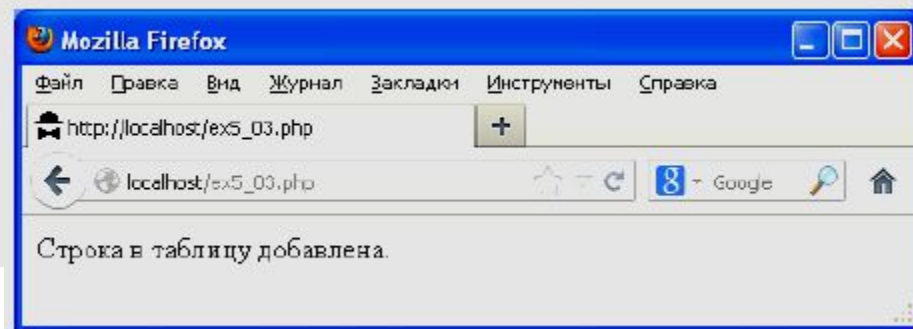 Mozilla Firefox
Файл Правка Вид Журнал Закладки Инструменты Справка
http://localhost/ex5_03.php +
localhost/ex5_03.php 8 Google
Строка в таблицу добавлена.